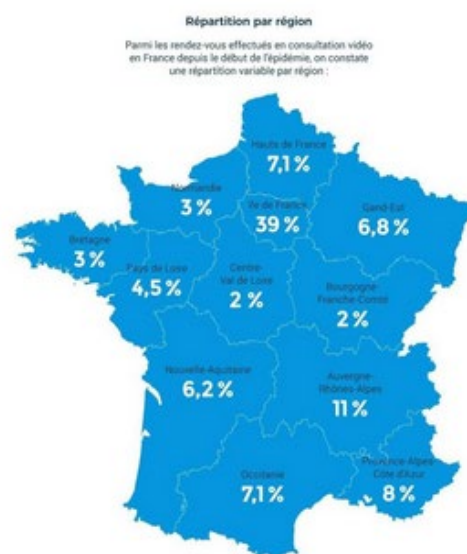 Répartition par région
Parmi les rendez-vous effectués en consultation vidéo
en France depuis le début de l'épidémie, on constate
une répartition variable par région :
Hauts de France
7,1 %
Normandie
3 %
Ile de France
39 %
Gand-Est
6,8 %
Bretagne
3 %
Pays de Loire
4,5 %
Centre-
Val de Loire
2 %
Bourgogne-
Franche-Comté
2 %
Nouvelle-Aquitaine
6,2 %
Auvergne-
Rhônes-Alpes
11 %
Occitanie
7,1 %
Provence-Alpes-
Côte d'Azur
8 %